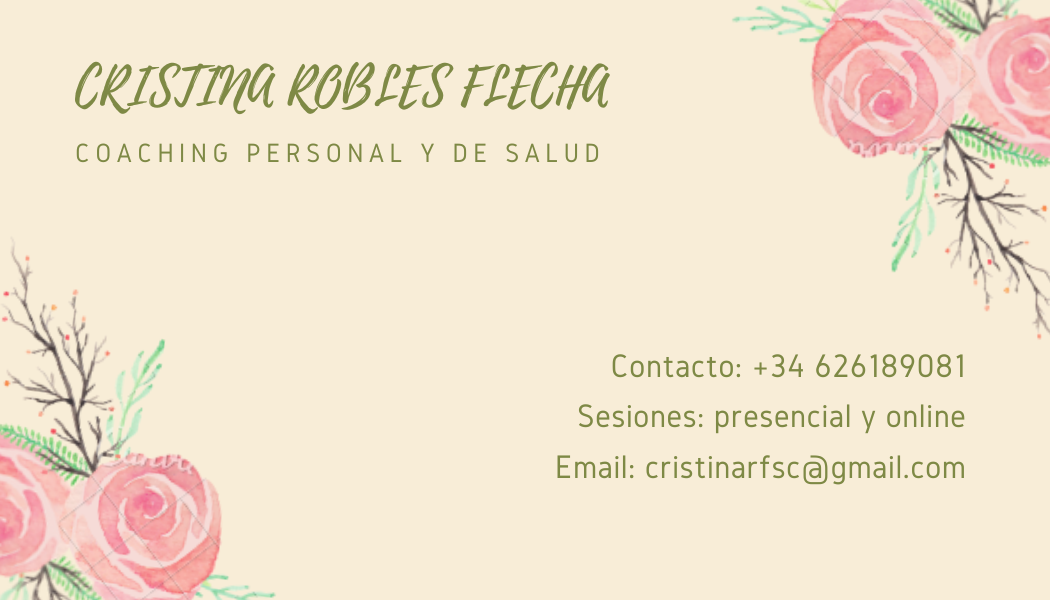 CRISTINA ROBLES FLECHA
COACHING PERSONAL Y DE SALUD
Contacto: +34 626189081
Sesiones: presencial y online
Email: cristinarfsc@gmail.com